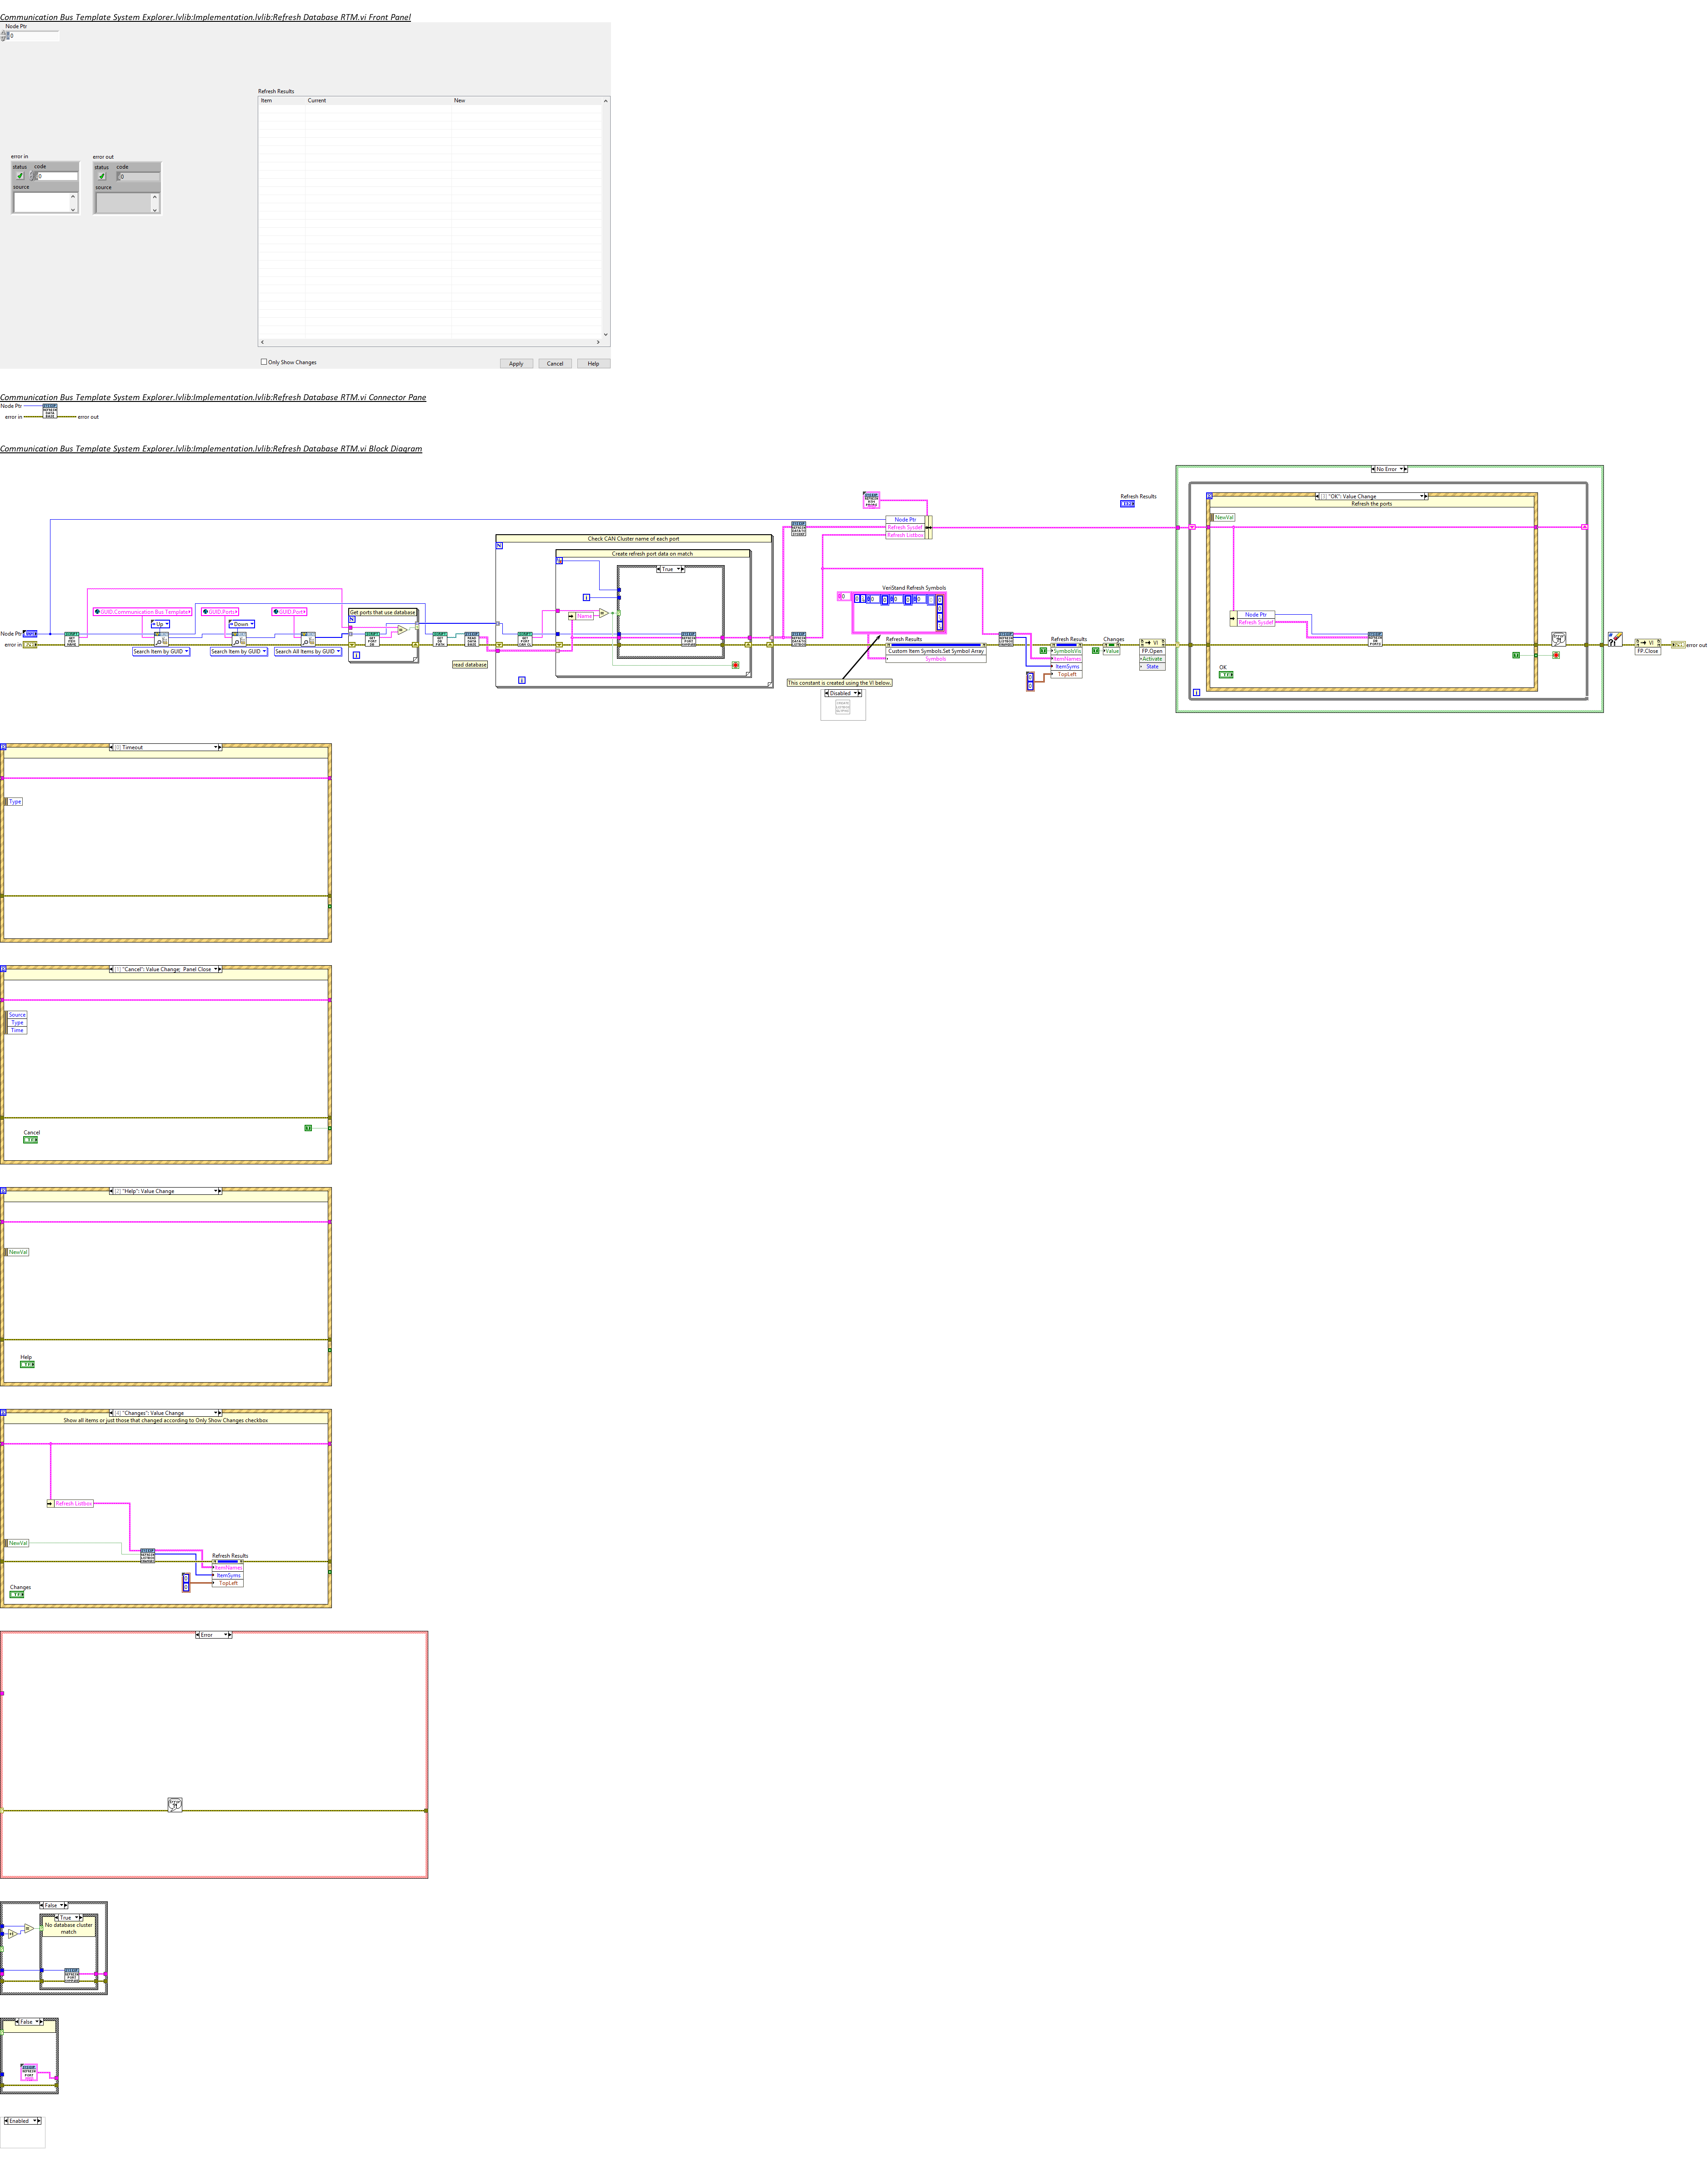 Communication Bus Template System Explorer.lvlib:Implementation.lvlib:Refresh Database RTM.vi Front Panel
Node Ptr
0
Refresh Results
Item Current New
error in
status code
0
source
error out
status code
0
source
Only Show Changes
Apply Cancel Help
Communication Bus Template System Explorer.lvlib:Implementation.lvlib:Refresh Database RTM.vi Connector Pane
Node Ptr
error in
error out
Communication Bus Template System Explorer.lvlib:Implementation.lvlib:Refresh Database RTM.vi Block Diagram
No Error
Refresh Results
"OK": Value Change
Refresh the ports
NewVal
Node Ptr
Refresh Sysdef
Refresh Listbox
Check CAN Cluster name of each port
Create refresh port data on match
True
VeriStand Refresh Symbols
GUID.Communication Bus Template
GUID.Ports
GUID.Port
Get ports that use database
Up
Down
Name
Node Ptr
Refresh Sysdef
Node Ptr
error in
Search Item by GUID
Search Item by GUID
Search All Items by GUID
read database
Refresh Results
Custom Item Symbols.Set Symbol Array
Symbols
Refresh Results
SymbolsVis
ItemNames
ItemSyms
TopLeft
Changes
Value
VI
FP.Open
Activate
State
VI
FP.Close
error out
OK
This constant is created using the VI below.
Disabled
[0] Timeout
Type
[1] "Cancel": Value Change; Panel Close
Source
Type
Time
Cancel
[2] "Help": Value Change
NewVal
Help
[4] "Changes": Value Change
Show all items or just those that changed according to Only Show Changes checkbox
Refresh Listbox
NewVal
Refresh Results
ItemNames
ItemSyms
TopLeft
Changes
Error
False
True
No database cluster
match
False
Enabled